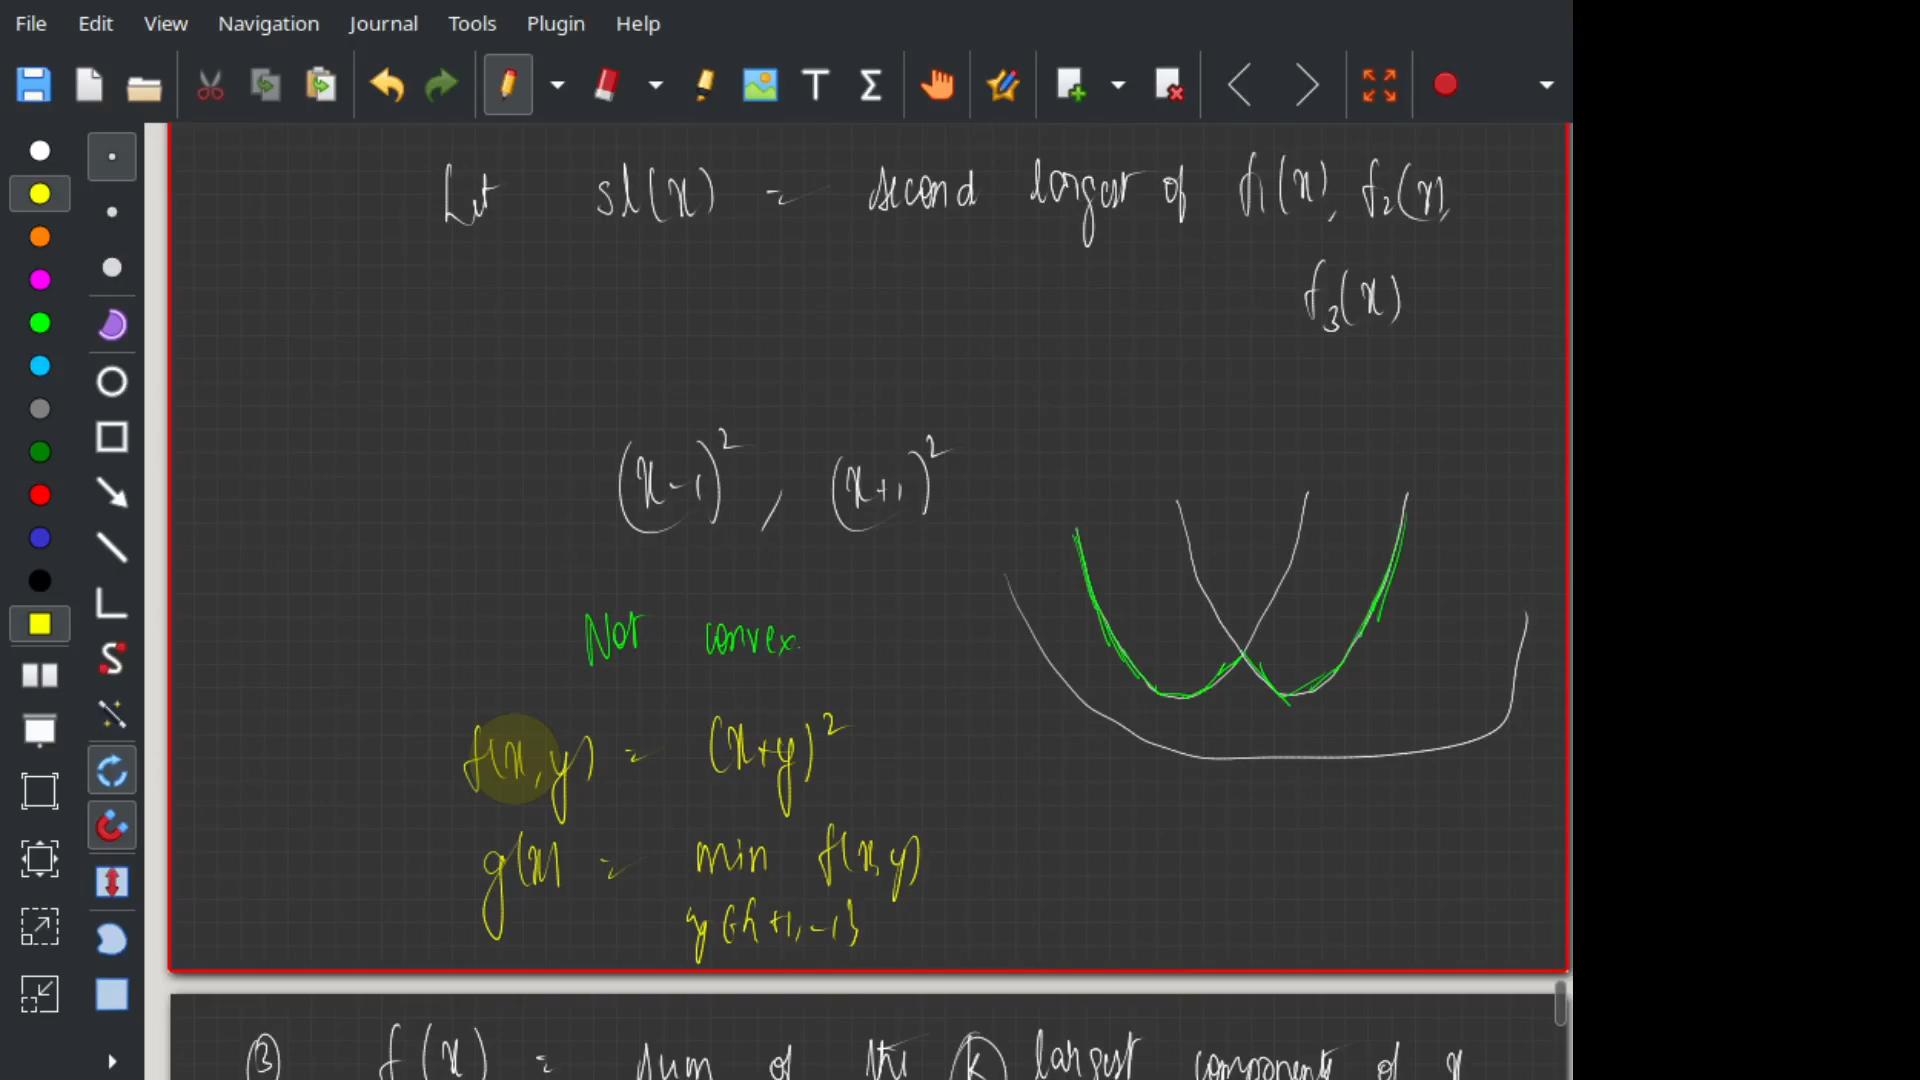 File Edit View Navigation Journal Tools Plugin Help
Let sl(x) = second largest of f1(x), f2(x),
f3(x)
(x-1)², (x+1)²
Not convex.
f(x,y) = (x+y)²
g(x) = min f(x,y)
y∈{+1,-1}
③ f(x) = sum of the k largest components of x